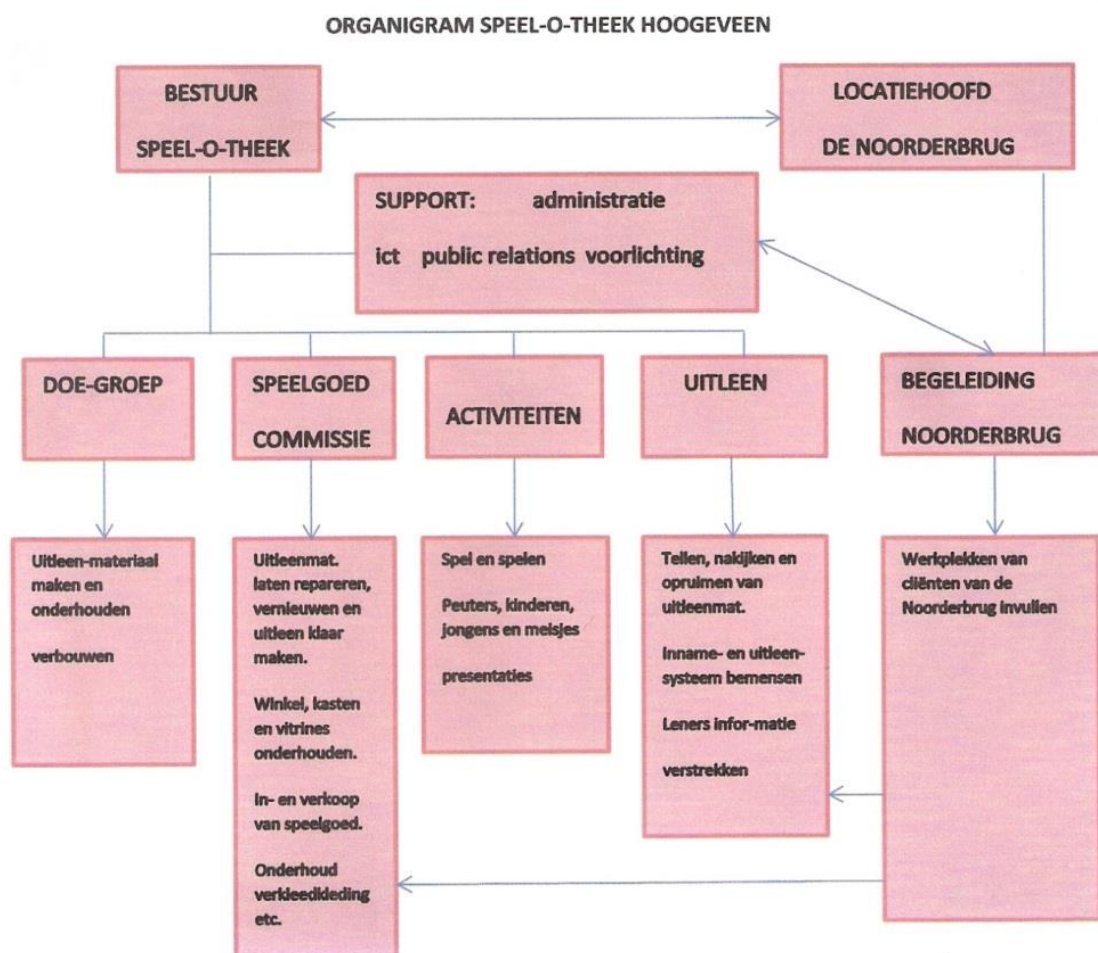 ORGANIGRAM SPEEL-O-THEEK HOOGEVEEN
BESTUUR
SPEEL-O-THEEK
LOCATIEHOOFD
DE NOORDERBRUG
SUPPORT: administratie
ict public relations voorlichting
DOE-GROEP
SPEELGOED
COMMISSIE
ACTIVITEITEN
UITLEEN
BEGELEIDING
NOORDERBRUG
Uitleen-materiaal
maken en
onderhouden
verbouwen
Uitleenmat.
laten repareren,
vernieuwen en
uitleen klaar
maken.
Winkel, kasten
en vitrines
onderhouden.
In- en verkoop
van speelgoed.
Onderhoud
verkleedkleding
etc.
Spel en spelen
Peuters, kinderen,
jongens en meisjes
presentaties
Tellen, nakijken en
opruimen van
uitleenmat.
Inname- en uitleen-
systeem bemensen
Leners infor-matie
verstrekken
Werkplekken van
cliënten van de
Noorderbrug invullen